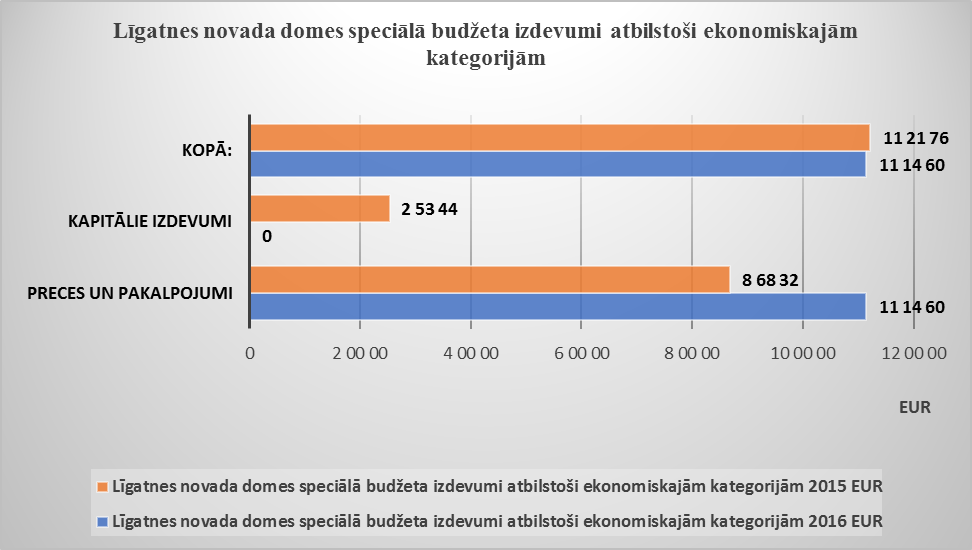 Līgatnes novada domes speciālā budžeta izdevumi atbilstoši ekonomiskajām
kategorijām
KOPĀ:
11 21 76
11 14 60
KAPITĀLIE IZDEVUMI
2 53 44
0
PRECES UN PAKALPOJUMI
8 68 32
11 14 60
0 2 00 00 4 00 00 6 00 00 8 00 00 10 00 00 12 00 00
EUR
Līgatnes novada domes speciālā budžeta izdevumi atbilstoši ekonomiskajām kategorijām 2015 EUR
Līgatnes novada domes speciālā budžeta izdevumi atbilstoši ekonomiskajām kategorijām 2016 EUR